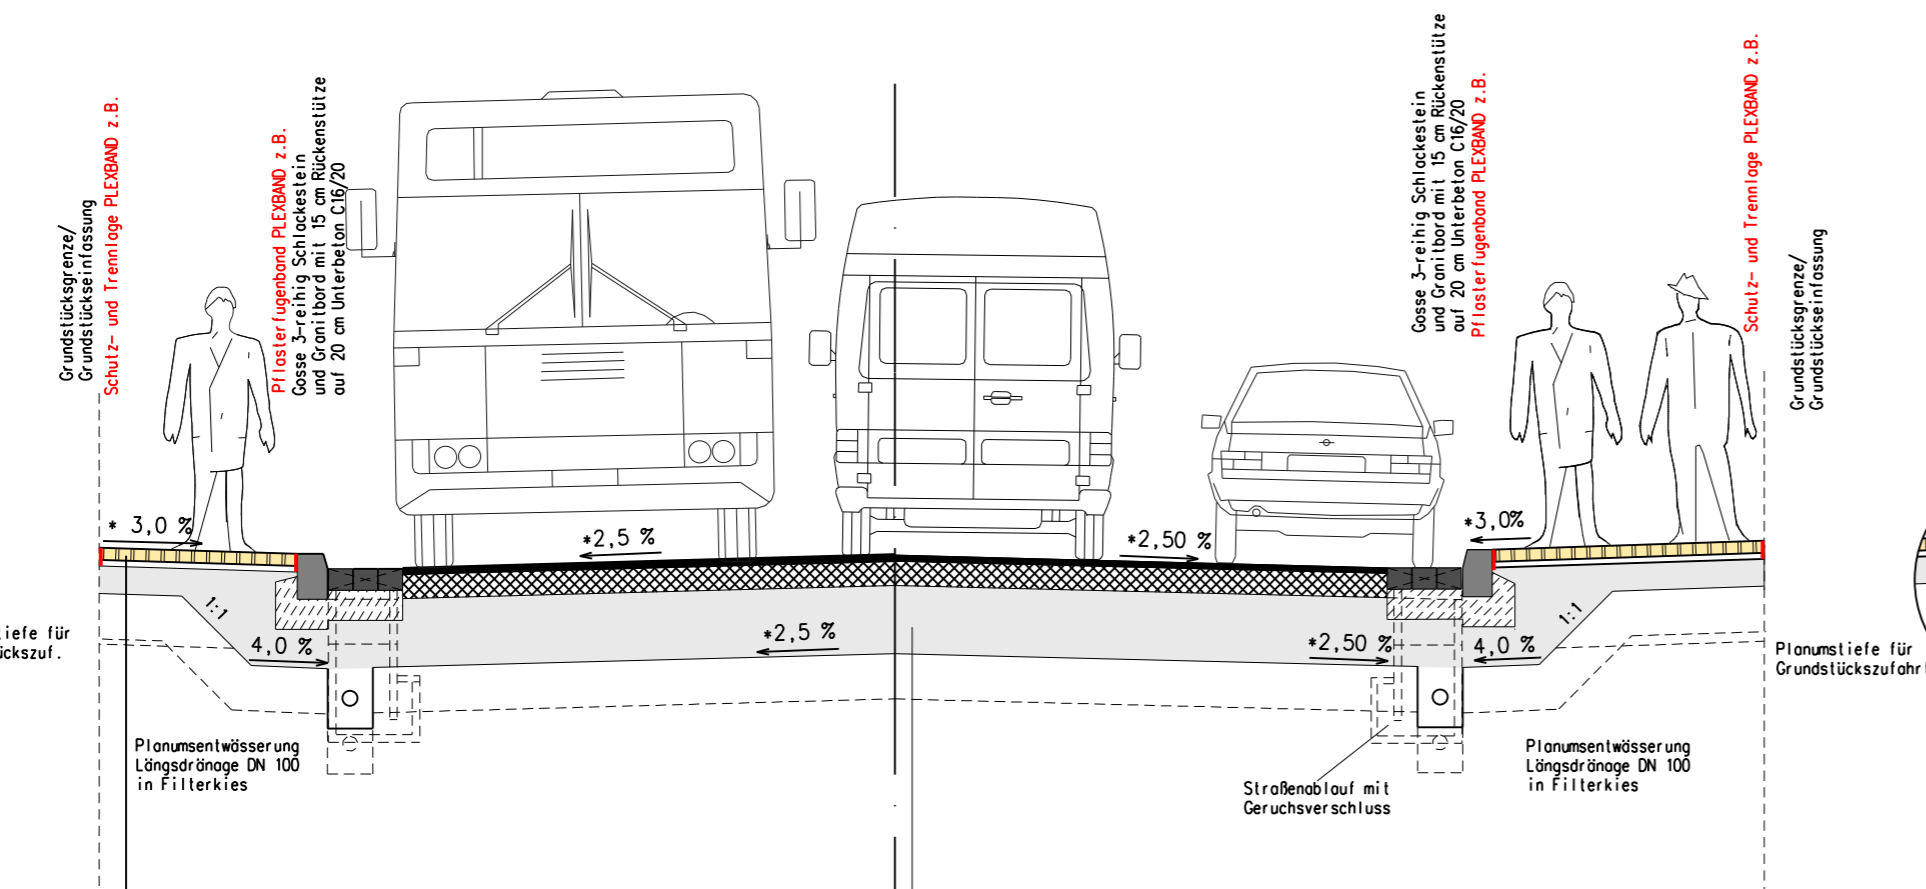 Grundstücksgrenze/
Grundstückseinfassung
Schutz- und Trennlage PLEXBAND z.B.
Pflasterfugenband PLEXBAND z.B.
Gosse 3-reihig Schlackestein
und Granitbord mit 15 cm Rückenstütze
auf 20 cm Unterbeton C16/20
Gosse 3-reihig Schlackestein
und Granitbord mit 15 cm Rückenstütze
auf 20 cm Unterbeton C16/20
Pflasterfugenband PLEXBAND z.B.
Schutz- und Trennlage PLEXBAND z.B.
Grundstücksgrenze/
Grundstückseinfassung
* 3,0 %
*2,5 %
*2,50 %
*3,0%
1:1
1:1
4,0 %
*2,5 %
*2,50 %
4,0 %
iefe für
ückszuf.
Planumstiefe für
Grundstückszufahrt
Planumsentwässerung
Längsdränage DN 100
in Filterkies
Straßenablauf mit
Geruchsverschluss
Planumsentwässerung
Längsdränage DN 100
in Filterkies